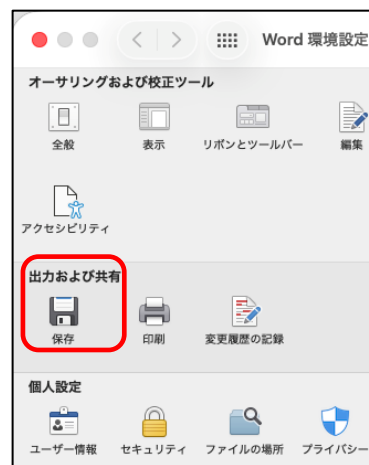 Word 環境設定
オーサリングおよび校正ツール
全般
表示
リボンとツールバー
編集
アクセシビリティ
出力および共有
保存
印刷
変更履歴の記録
個人設定
ユーザー情報
セキュリティ
ファイルの場所
プライバシー